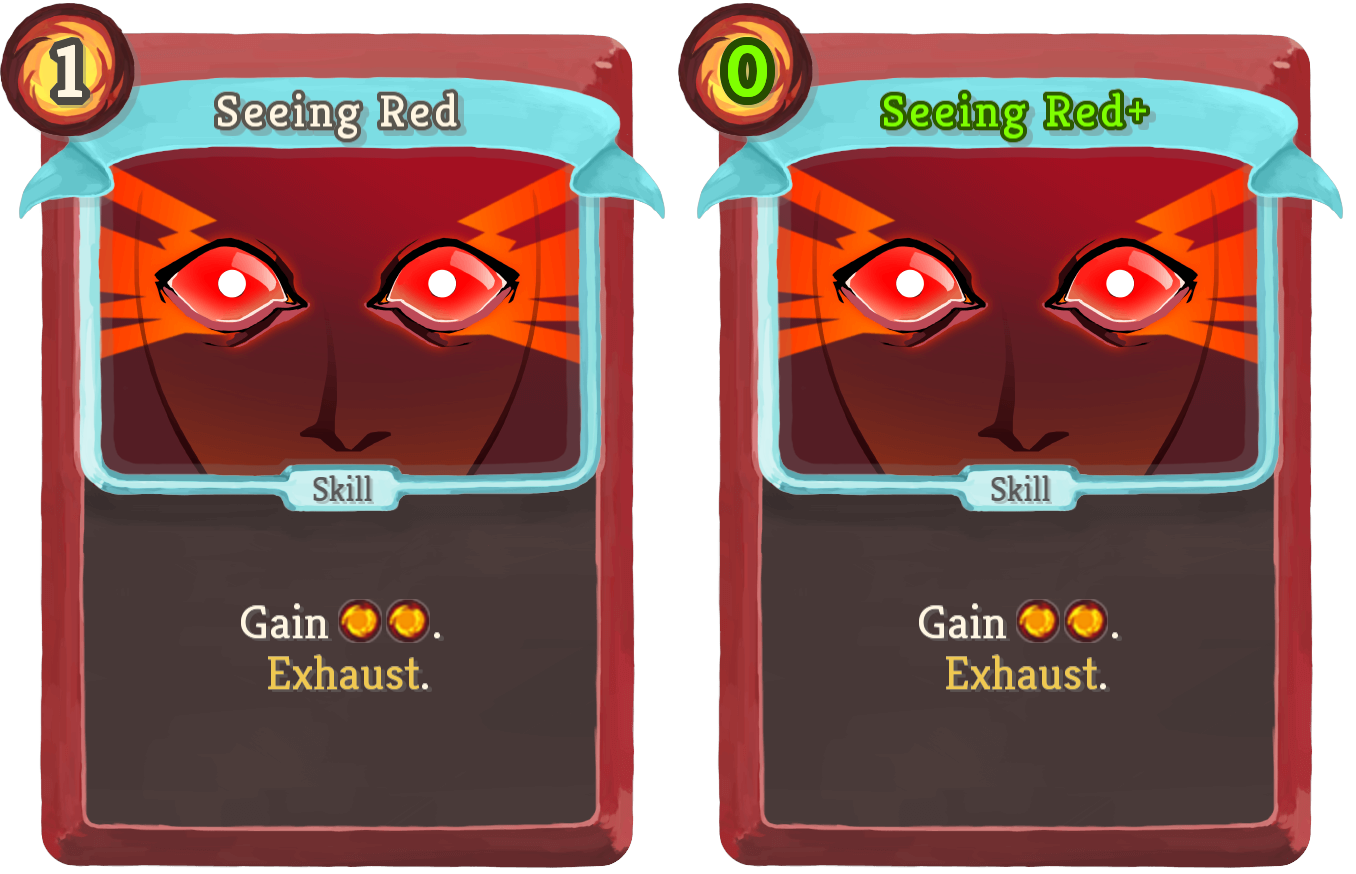 1
Seeing Red
Skill
Gain .
Exhaust.
0
Seeing Red+
Skill
Gain .
Exhaust.